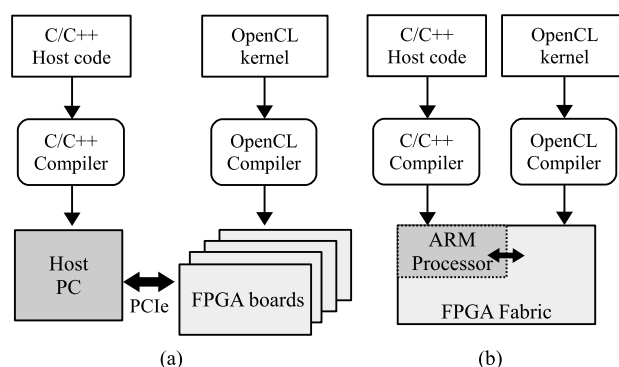 C/C++
Host code
OpenCL
kernel
C/C++
Compiler
OpenCL
Compiler
Host
PC
PCIe
FPGA boards
(a)
C/C++
Host code
OpenCL
kernel
C/C++
Compiler
OpenCL
Compiler
ARM
Processor
FPGA Fabric
(b)